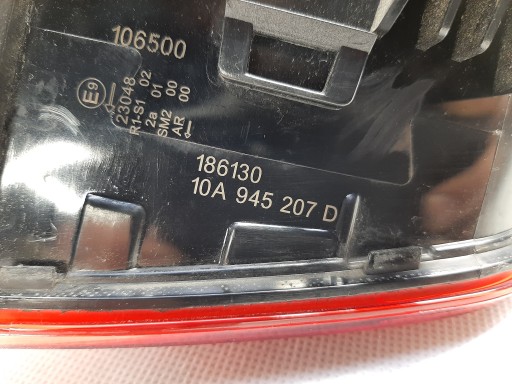 106500
E9
23048
R1-S1 02
2a 01
SM2 00
AR 00
186130
10A 945 207 D